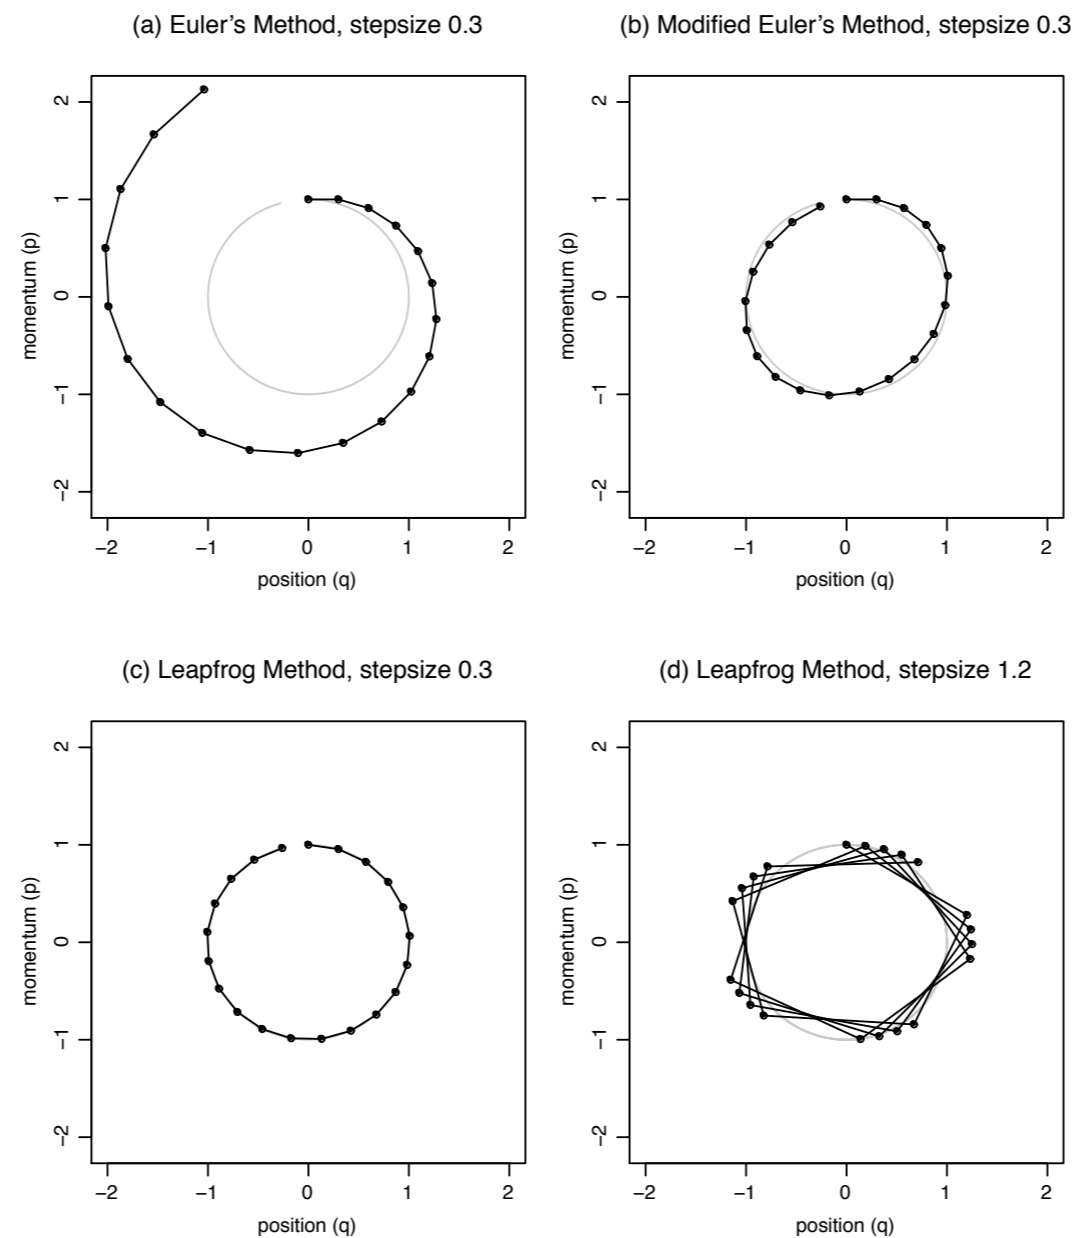 (a) Euler’s Method, stepsize 0.3
2
1
0
−1
−2
momentum (p)
−2 −1 0 1 2
position (q)
(b) Modified Euler’s Method, stepsize 0.3
2
1
0
−1
−2
momentum (p)
−2 −1 0 1 2
position (q)
(c) Leapfrog Method, stepsize 0.3
2
1
0
−1
−2
momentum (p)
−2 −1 0 1 2
position (q)
(d) Leapfrog Method, stepsize 1.2
2
1
0
−1
−2
momentum (p)
−2 −1 0 1 2
position (q)